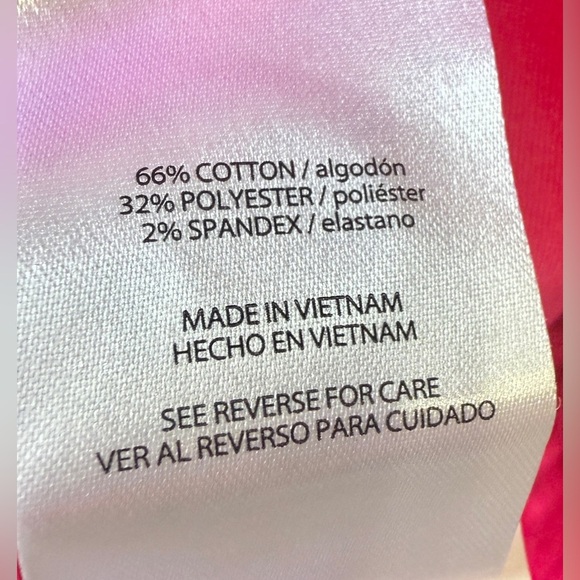 66% COTTON / algodón
32% POLYESTER / poliéster
2% SPANDEX / elastano
MADE IN VIETNAM
HECHO EN VIETNAM
SEE REVERSE FOR CARE
VER AL REVERSO PARA CUIDADO